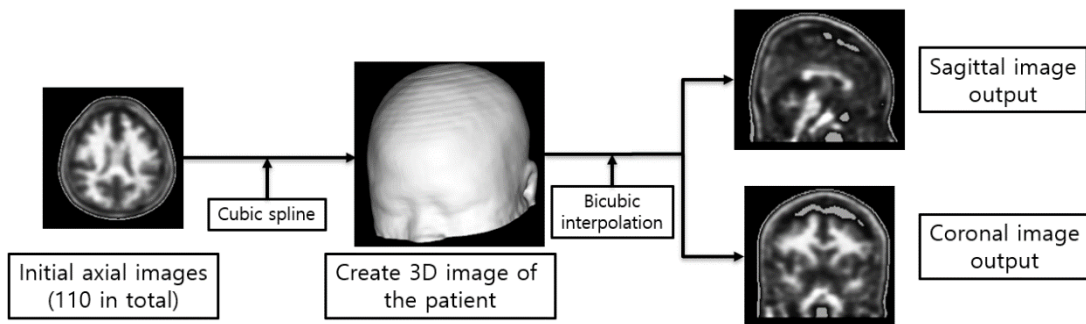 Initial axial images
(110 in total)
Cubic spline
Create 3D image of
the patient
Bicubic
interpolation
Sagittal image
output
Coronal image
output